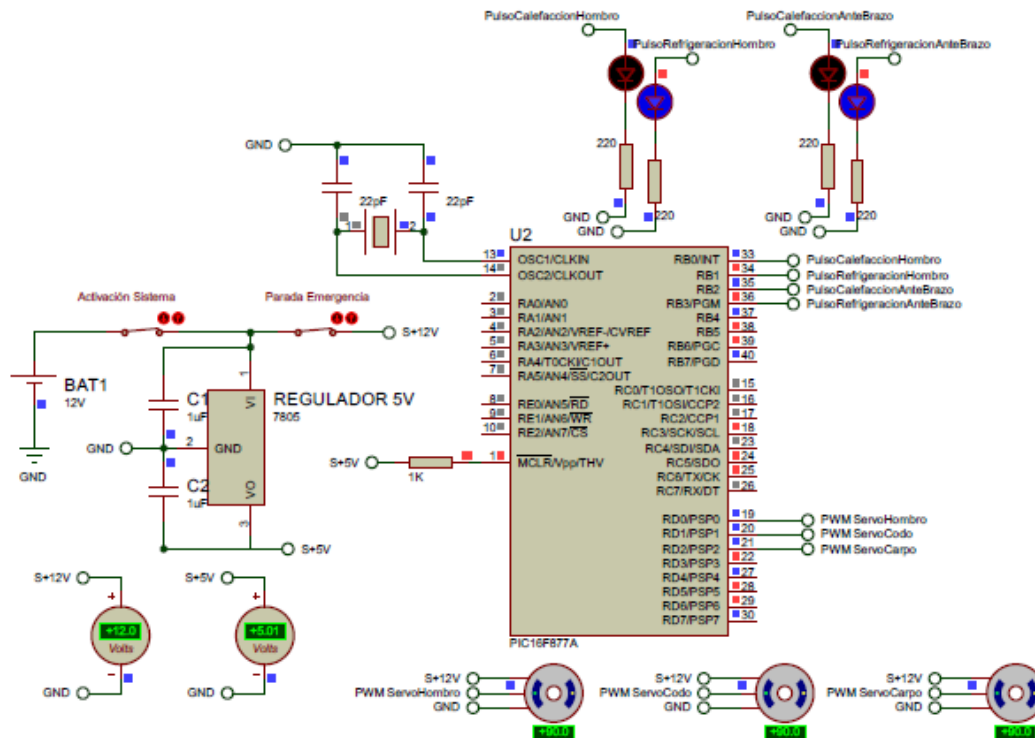 PulsoCalefaccionHombro
PulsoRefrigeracionHombro
PulsoCalefaccionAnteBrazo
PulsoRefrigeracionAnteBrazo
220
220
GND
GND
220
220
GND
GND
GND
22pF
22pF
1
2
U2
13 OSC1/CLKIN
14 OSC2/CLKOUT
2 RA0/AN0
3 RA1/AN1
4 RA2/AN2/VREF-/CVREF
5 RA3/AN3/VREF+
6 RA4/T0CKI/C1OUT
7 RA5/AN4/SS/C2OUT
8 RE0/AN5/RD
9 RE1/AN6/WR
10 RE2/AN7/CS
1 MCLR/Vpp/THV
RB0/INT 33 PulsoCalefaccionHombro
RB1 34 PulsoRefrigeracionHombro
RB2 35 PulsoCalefaccionAnteBrazo
RB3/PGM 36 PulsoRefrigeracionAnteBrazo
RB4 37
RB5 38
RB6/PGC 39
RB7/PGD 40
RC0/T1OSO/T1CKI 15
RC1/T1OSI/CCP2 16
RC2/CCP1 17
RC3/SCK/SCL 18
RC4/SDI/SDA 23
RC5/SDO 24
RC6/TX/CK 25
RC7/RX/DT 26
RD0/PSP0 19 PWM ServoHombro
RD1/PSP1 20 PWM ServoCodo
RD2/PSP2 21 PWM ServoCarpo
RD3/PSP3 22
RD4/PSP4 27
RD5/PSP5 28
RD6/PSP6 29
RD7/PSP7 30
PIC16F877A
Activación Sistema
Parada Emergencia
S+12V
BAT1
12V
GND
C1
1uF
C2
1uF
GND
1
VI
2
GND
VO
3
REGULADOR 5V
7805
S+5V
S+5V
1K
S+12V
+
+12.0
Volts
−
GND
S+5V
+
+5.01
Volts
−
GND
S+12V
PWM ServoHombro
GND
+90.0
S+12V
PWM ServoCodo
GND
+90.0
S+12V
PWM ServoCarpo
GND
+90.0